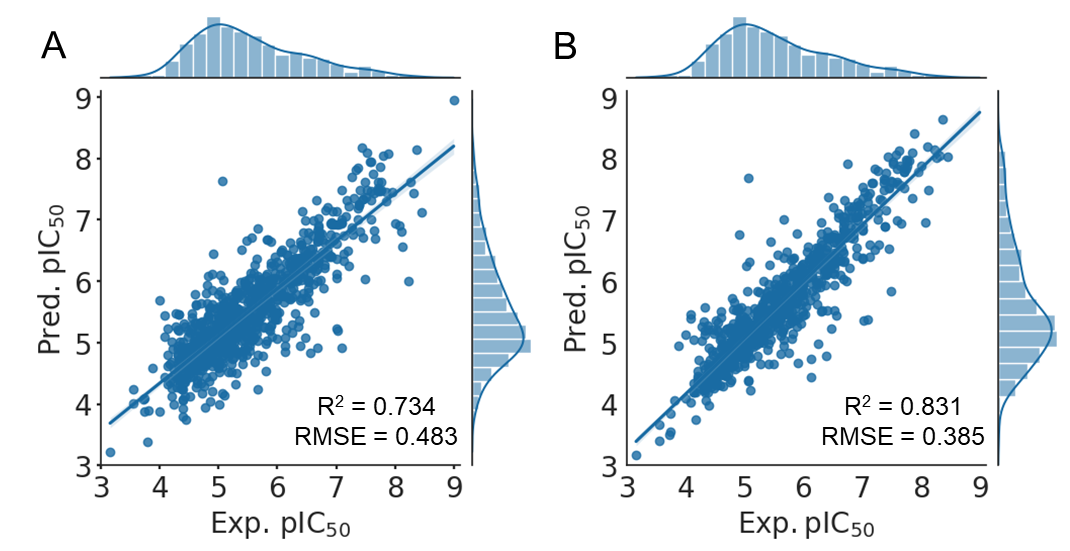 A
B
9
8
7
6
5
4
3
Pred. pIC₅₀
R² = 0.734
RMSE = 0.483
3 4 5 6 7 8 9
Exp. pIC₅₀
9
8
7
6
5
4
3
Pred. pIC₅₀
R² = 0.831
RMSE = 0.385
3 4 5 6 7 8 9
Exp. pIC₅₀